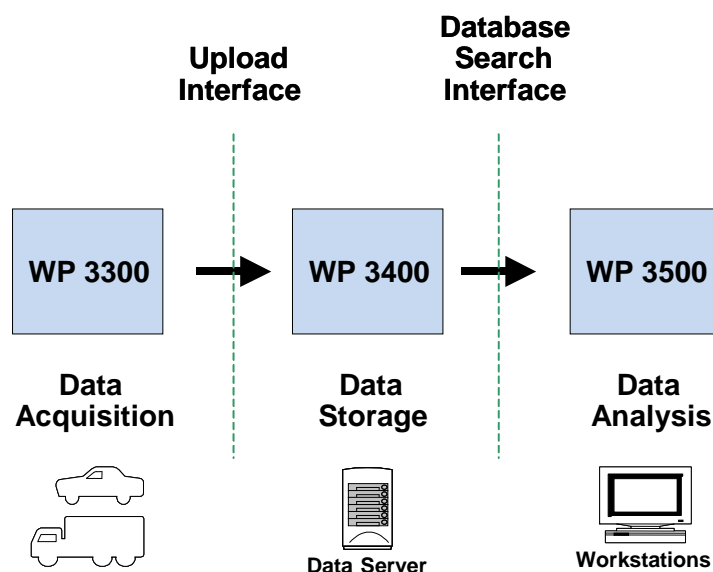 Upload
Interface
Database
Search
Interface
WP 3300
WP 3400
WP 3500
Data
Acquisition
Data
Storage
Data
Analysis
Data Server
Workstations